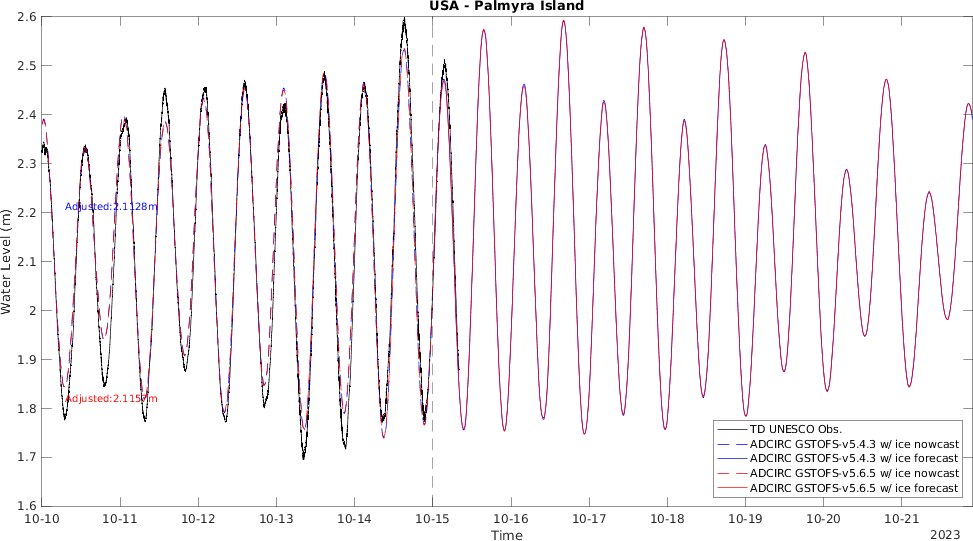 USA - Palmyra Island
2.6
2.5
2.4
2.3
2.2
2.1
2
1.9
1.8
1.7
1.6
Water Level (m)
Adjusted:2.1128m
Adjusted:2.1157m
TD UNESCO Obs.
ADCIRC GSTOFS-v5.4.3 w/ ice nowcast
ADCIRC GSTOFS-v5.4.3 w/ ice forecast
ADCIRC GSTOFS-v5.6.5 w/ ice nowcast
ADCIRC GSTOFS-v5.6.5 w/ ice forecast
10-10 10-11 10-12 10-13 10-14 10-15 10-16 10-17 10-18 10-19 10-20 10-21
Time
2023